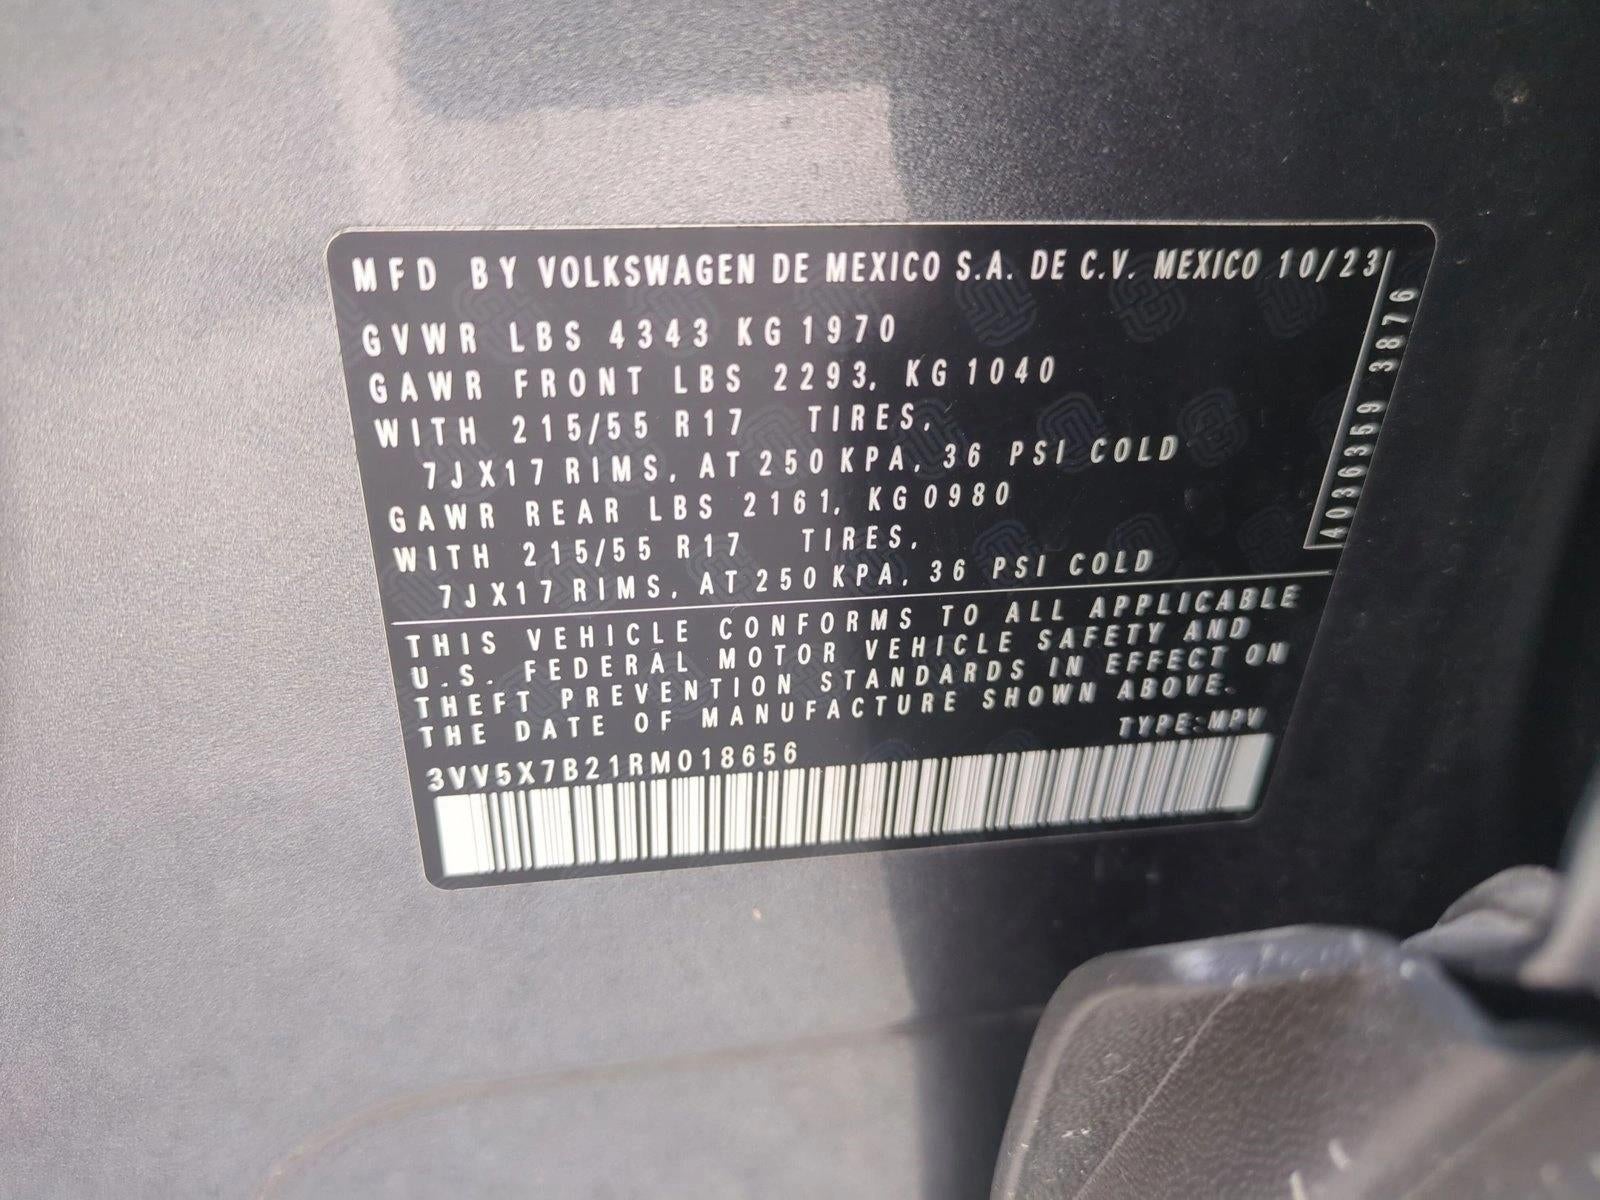 MFD BY VOLKSWAGEN DE MEXICO S.A. DE C.V. MEXICO 10/23
GVWR LBS 4343 KG 1970
GAWR FRONT LBS 2293, KG 1040
WITH 215/55 R17 TIRES,
7JX17 RIMS, AT 250 KPA, 36 PSI COLD
GAWR REAR LBS 2161, KG 0980
WITH 215/55 R17 TIRES,
7JX17 RIMS, AT 250 KPA, 36 PSI COLD
4036359 3876
THIS VEHICLE CONFORMS TO ALL APPLICABLE
U.S. FEDERAL MOTOR VEHICLE SAFETY AND
THEFT PREVENTION STANDARDS IN EFFECT ON
THE DATE OF MANUFACTURE SHOWN ABOVE.
TYPE: MPV
3VV5X7B21RM018656